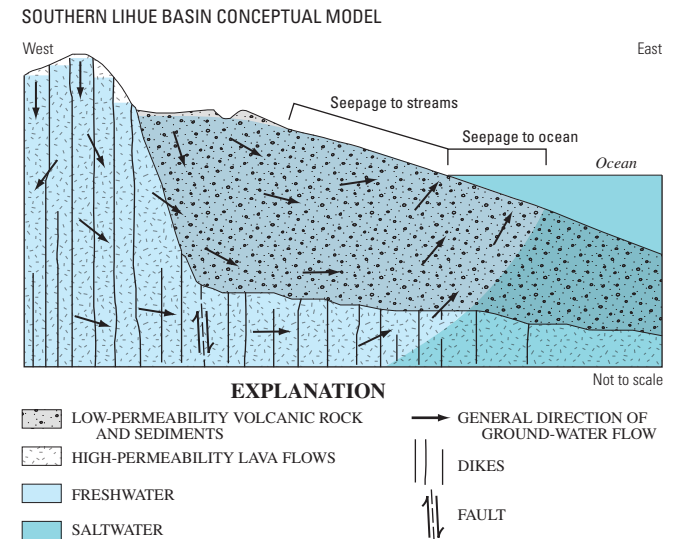 SOUTHERN LIHUE BASIN CONCEPTUAL MODEL
West
East
Seepage to streams
Seepage to ocean
Ocean
Not to scale
EXPLANATION
LOW-PERMEABILITY VOLCANIC ROCK
AND SEDIMENTS
HIGH-PERMEABILITY LAVA FLOWS
FRESHWATER
SALTWATER
GENERAL DIRECTION OF
GROUND-WATER FLOW
DIKES
FAULT